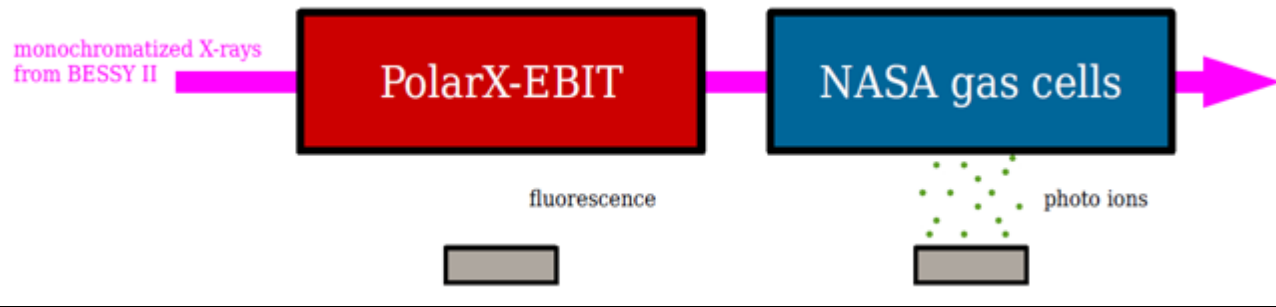 monochromatized X-rays
from BESSY II
PolarX-EBIT
NASA gas cells
fluorescence
photo ions